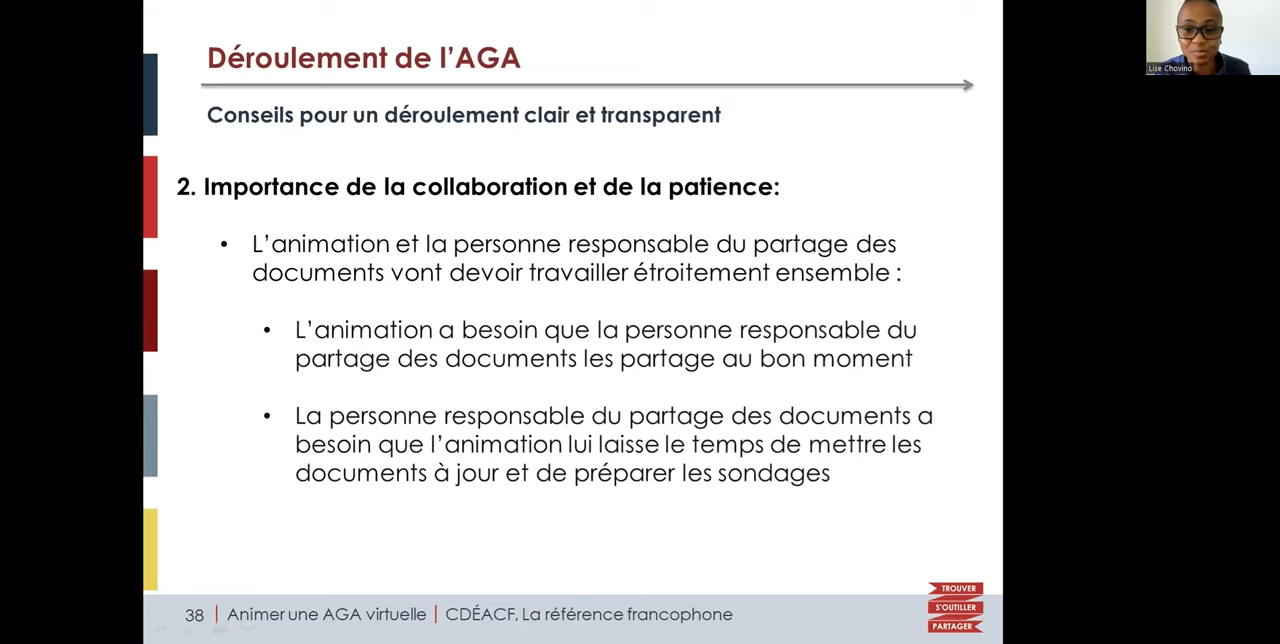 Déroulement de l'AGA
Conseils pour un déroulement clair et transparent
2. Importance de la collaboration et de la patience:
• L'animation et la personne responsable du partage des
documents vont devoir travailler étroitement ensemble :
• L'animation a besoin que la personne responsable du
partage des documents les partage au bon moment
• La personne responsable du partage des documents a
besoin que l'animation lui laisse le temps de mettre les
documents à jour et de préparer les sondages
38 | Animer une AGA virtuelle | CDÉACF, La référence francophone
TROUVER
S'OUTILLER
PARTAGER
Lise Chovino